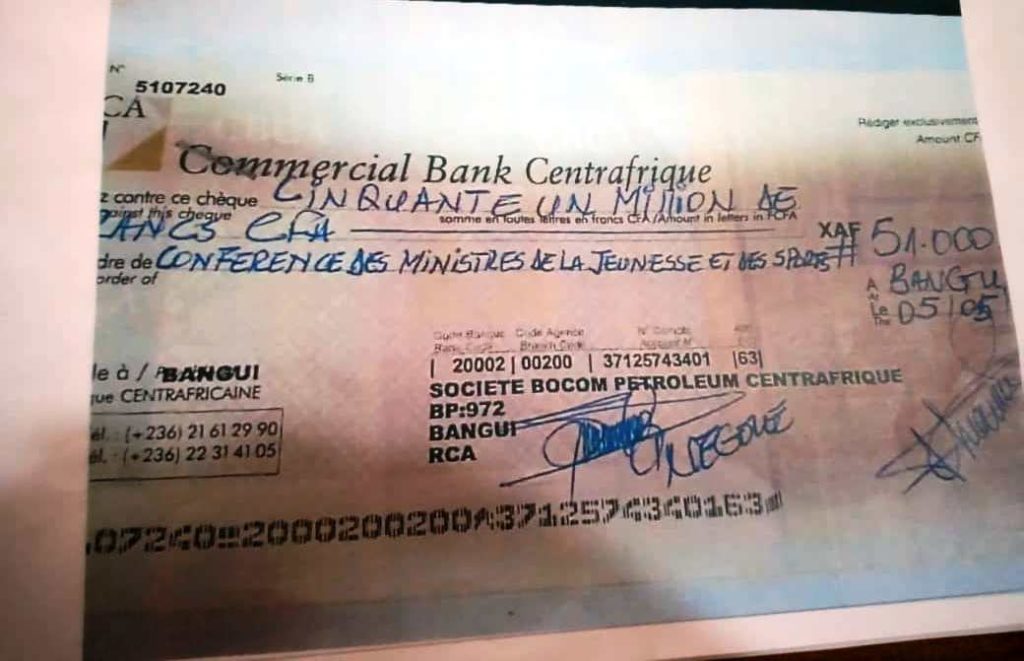 N° 5107240 Série B
CA
Rédiger exclusivement
Amount CF
Commercial Bank Centrafrique
z contre ce chèque CINQUANTE UN MILLION DE
against this cheque somme en toutes lettres en francs CFA/Amount in letters in FCFA
ANCS CFA XAF # 51.000
dre de CONFERENCE DES MINISTRES DE LA JEUNESSE ET DES SPORTS
order of
A BANGU
Le 05/05
Code Banque Code Agence N° Compte
Bank Code Branch Code Account N°
| 20002 | 00200 | 37125743401 |63|
le à / BANGUI
que CENTRAFRICAINE
SOCIETE BOCOM PETROLEUM CENTRAFRIQUE
BP:972
BANGUI
RCA
él. : (+236) 21 61 29 90
él. : (+236) 22 31 41 05
07240⑈2000200200A3712574340163